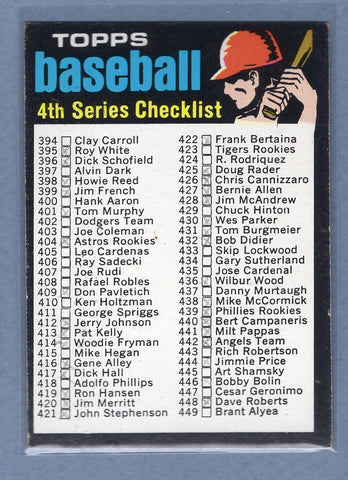 TOPPS
baseball
4th Series Checklist
394 Clay Carroll
395 Roy White
396 Dick Schofield
397 Alvin Dark
398 Howie Reed
399 Jim French
400 Hank Aaron
401 Tom Murphy
402 Dodgers Team
403 Joe Coleman
404 Astros Rookies
405 Leo Cardenas
406 Ray Sadecki
407 Joe Rudi
408 Rafael Robles
409 Don Pavletich
410 Ken Holtzman
411 George Spriggs
412 Jerry Johnson
413 Pat Kelly
414 Woodie Fryman
415 Mike Hegan
416 Gene Alley
417 Dick Hall
418 Adolfo Phillips
419 Ron Hansen
420 Jim Merritt
421 John Stephenson
422 Frank Bertaina
423 Tigers Rookies
424 R. Rodriquez
425 Doug Rader
426 Chris Cannizzaro
427 Bernie Allen
428 Jim McAndrew
429 Chuck Hinton
430 Wes Parker
431 Tom Burgmeier
432 Bob Didier
433 Skip Lockwood
434 Gary Sutherland
435 Jose Cardenal
436 Wilbur Wood
437 Danny Murtaugh
438 Mike McCormick
439 Phillies Rookies
440 Bert Campaneris
441 Milt Pappas
442 Angels Team
443 Rich Robertson
444 Jimmie Price
445 Art Shamsky
446 Bobby Bolin
447 Cesar Geronimo
448 Dave Roberts
449 Brant Alyea